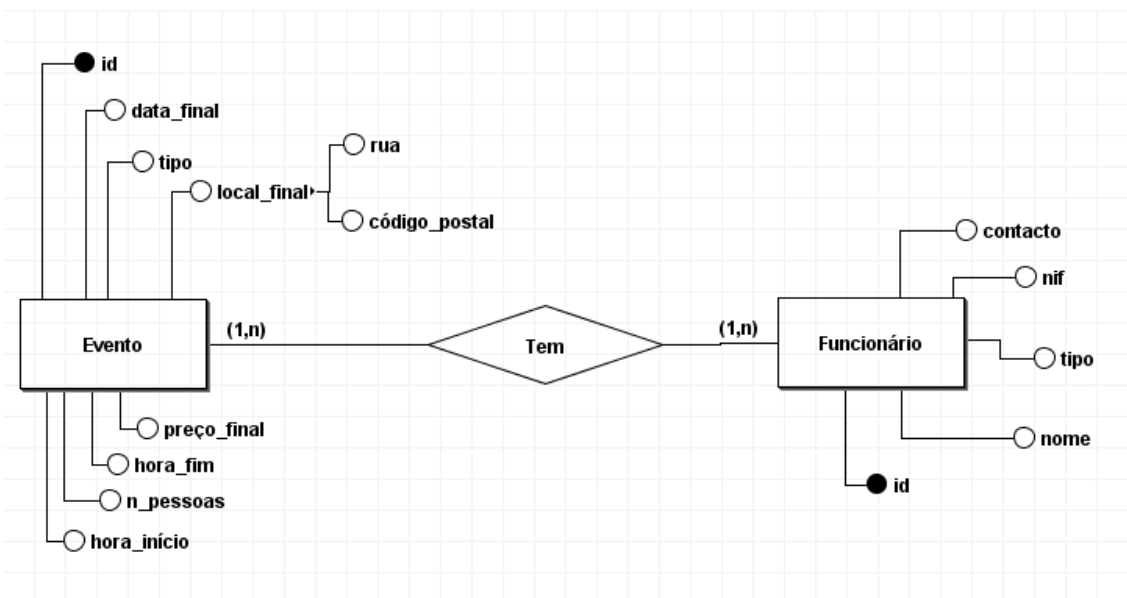 id
data_final
tipo
rua
local_final
código_postal
contacto
nif
(1,n)
(1,n)
Evento
Tem
Funcionário
tipo
preço_final
nome
hora_fim
id
n_pessoas
hora_início